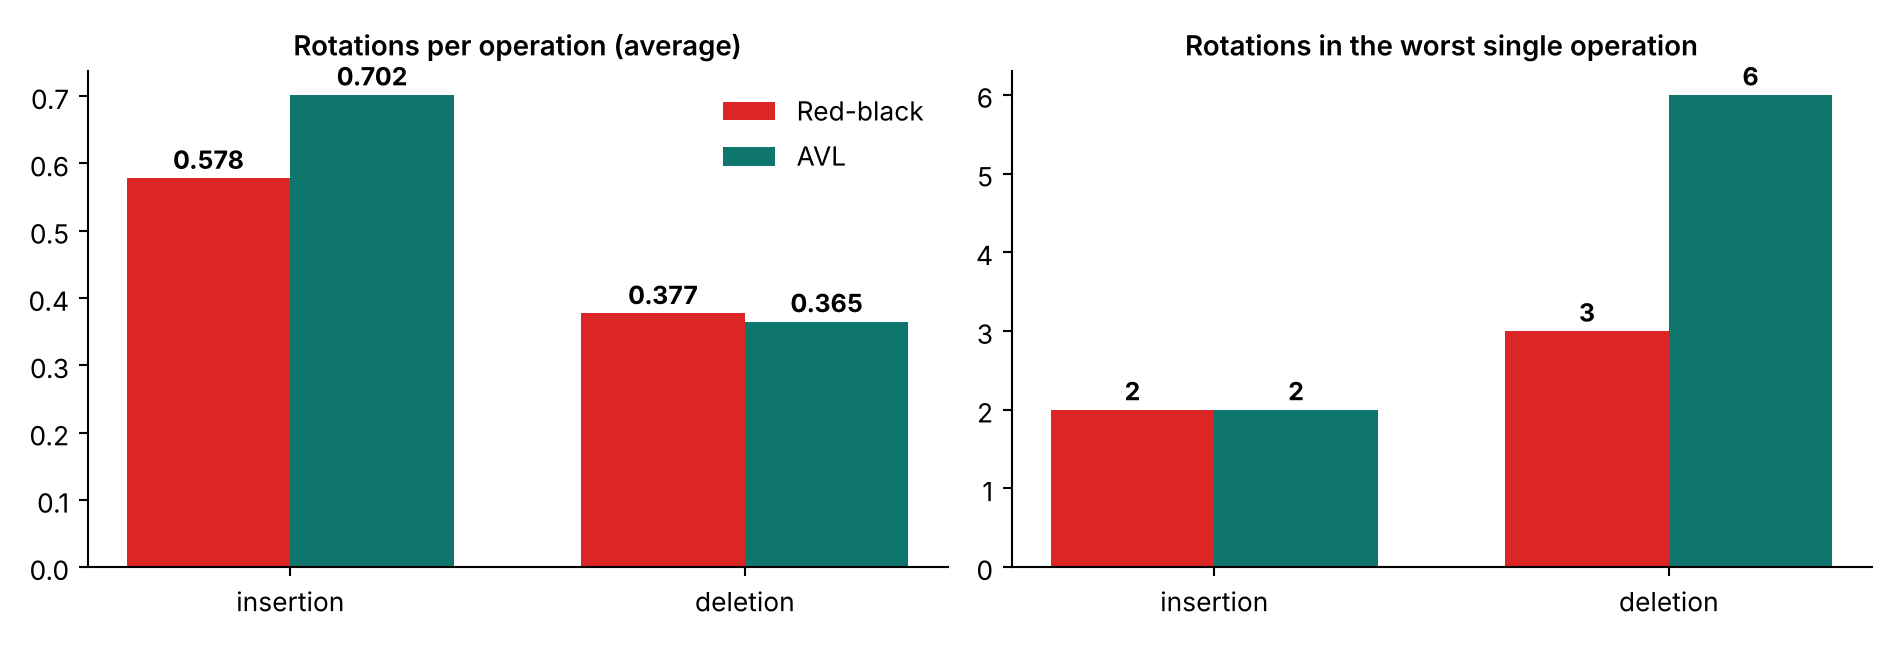 Rotations per operation (average)
0.7
0.6
0.5
0.4
0.3
0.2
0.1
0.0
0.578
0.702
0.377
0.365
Red-black
AVL
insertion
deletion
Rotations in the worst single operation
6
5
4
3
2
1
0
2
2
3
6
insertion
deletion